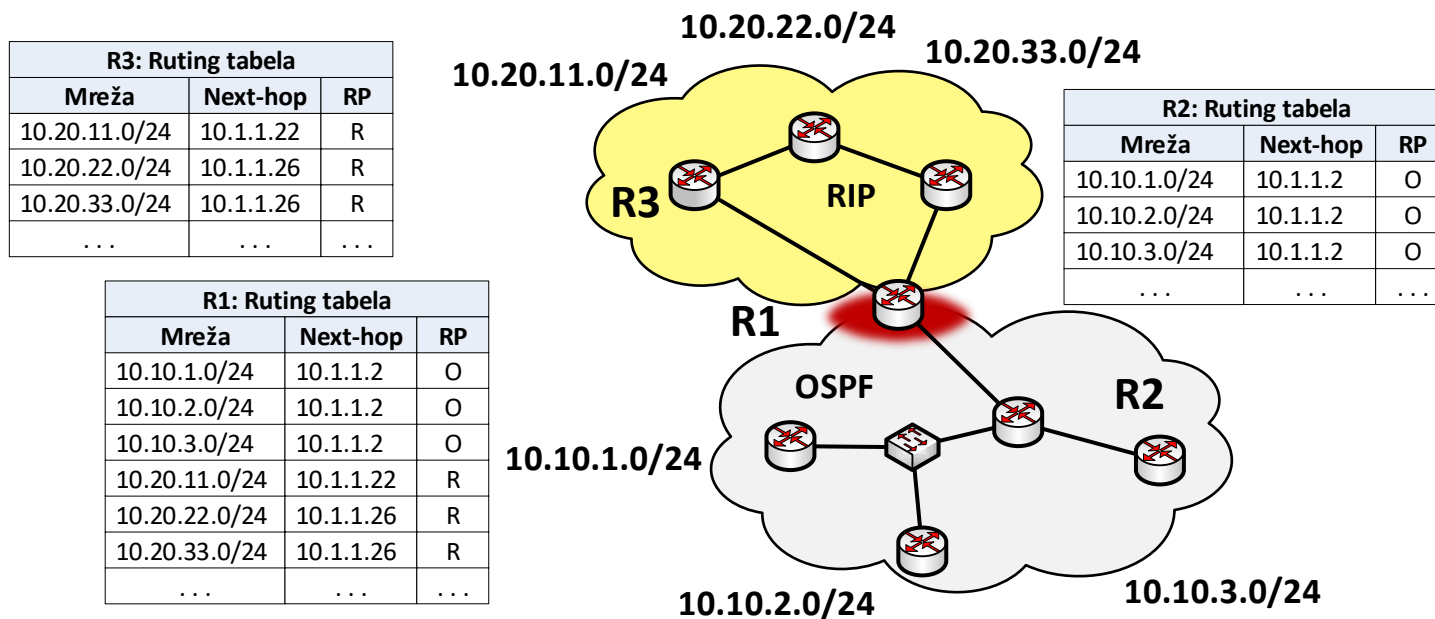 10.20.22.0/24
10.20.11.0/24
10.20.33.0/24
R3: Ruting tabela
Mreža Next-hop RP
10.20.11.0/24 10.1.1.22 R
10.20.22.0/24 10.1.1.26 R
10.20.33.0/24 10.1.1.26 R
. . . . . . . . .
R2: Ruting tabela
Mreža Next-hop RP
10.10.1.0/24 10.1.1.2 O
10.10.2.0/24 10.1.1.2 O
10.10.3.0/24 10.1.1.2 O
. . . . . . . . .
R3
RIP
R1
R1: Ruting tabela
Mreža Next-hop RP
10.10.1.0/24 10.1.1.2 O
10.10.2.0/24 10.1.1.2 O
10.10.3.0/24 10.1.1.2 O
10.20.11.0/24 10.1.1.22 R
10.20.22.0/24 10.1.1.26 R
10.20.33.0/24 10.1.1.26 R
. . . . . . . . .
OSPF
R2
10.10.1.0/24
10.10.2.0/24
10.10.3.0/24